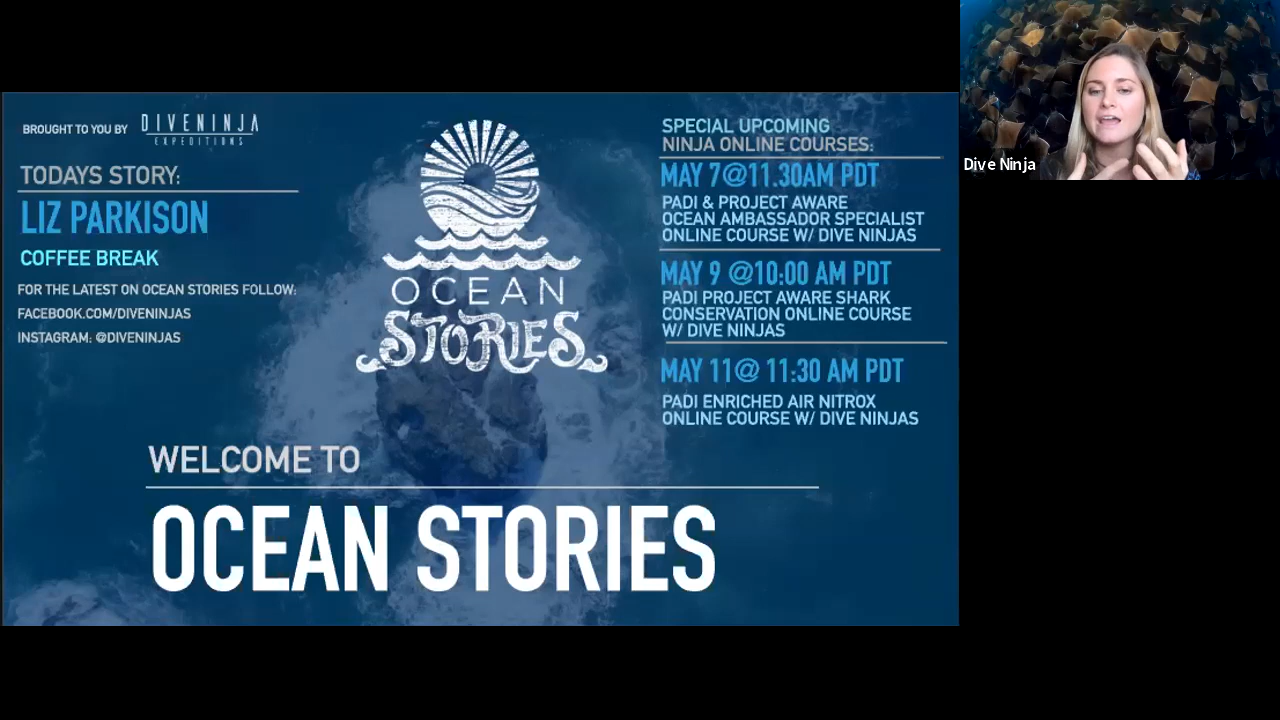 BROUGHT TO YOU BY DIVENINJA
EXPEDITIONS
TODAYS STORY:
LIZ PARKISON
COFFEE BREAK
FOR THE LATEST ON OCEAN STORIES FOLLOW:
FACEBOOK.COM/DIVENINJAS
INSTAGRAM: @DIVENINJAS
OCEAN
STORIES
SPECIAL UPCOMING
NINJA ONLINE COURSES:
MAY 7@11.30AM PDT
PADI & PROJECT AWARE
OCEAN AMBASSADOR SPECIALIST
ONLINE COURSE W/ DIVE NINJAS
MAY 9 @10:00 AM PDT
PADI PROJECT AWARE SHARK
CONSERVATION ONLINE COURSE
W/ DIVE NINJAS
MAY 11@ 11:30 AM PDT
PADI ENRICHED AIR NITROX
ONLINE COURSE W/ DIVE NINJAS
WELCOME TO
OCEAN STORIES
Dive Ninja